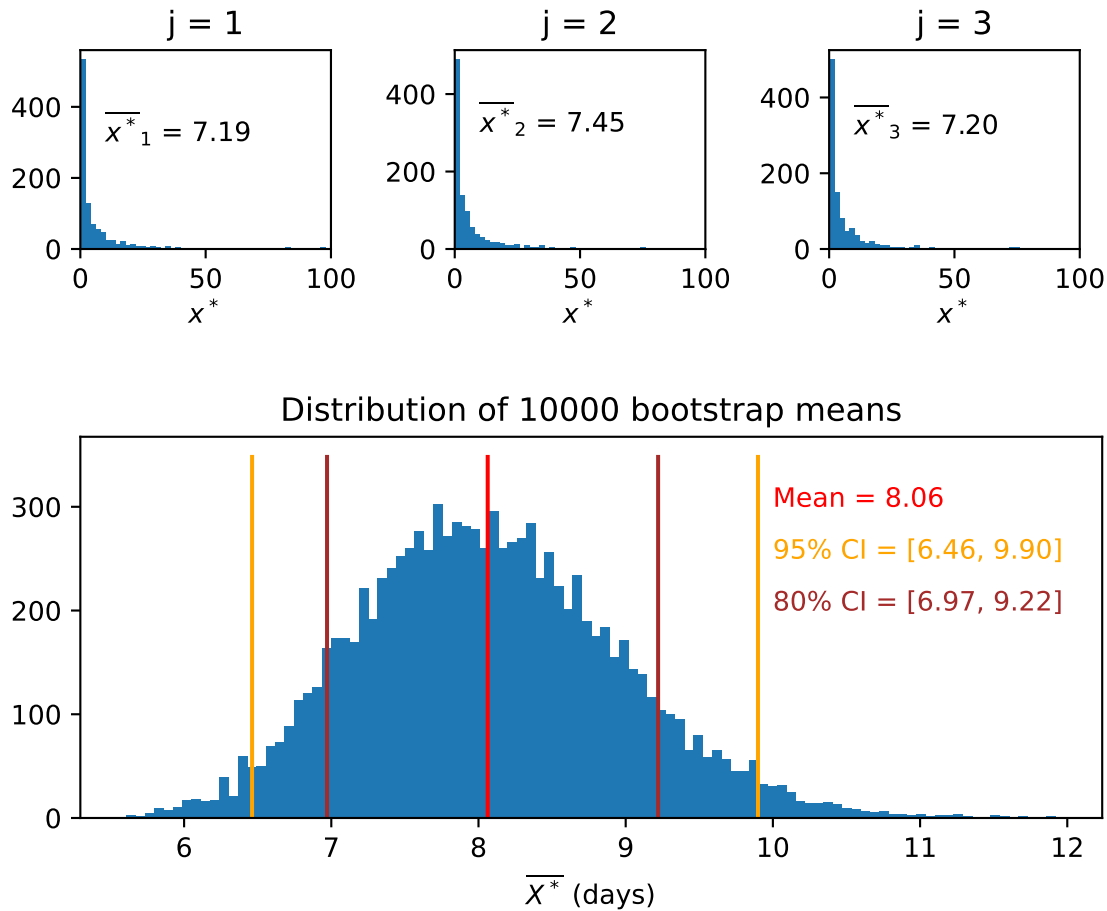 j = 1 j = 2 j = 3
400 400 400
200 200 200
0 0 0
x̅*₁ = 7.19 x̅*₂ = 7.45 x̅*₃ = 7.20
0 50 100 0 50 100 0 50 100
x* x* x*
Distribution of 10000 bootstrap means
300
200
100
0
Mean = 8.06
95% CI = [6.46, 9.90]
80% CI = [6.97, 9.22]
6 7 8 9 10 11 12
X̅* (days)